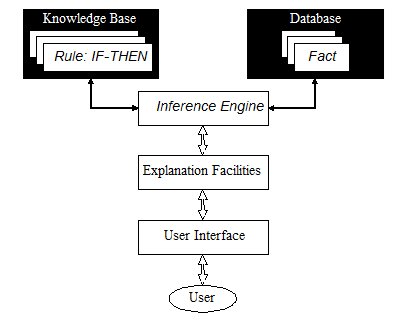 Knowledge Base
Database
Rule: IF-THEN
Fact
Inference Engine
Explanation Facilities
User Interface
User